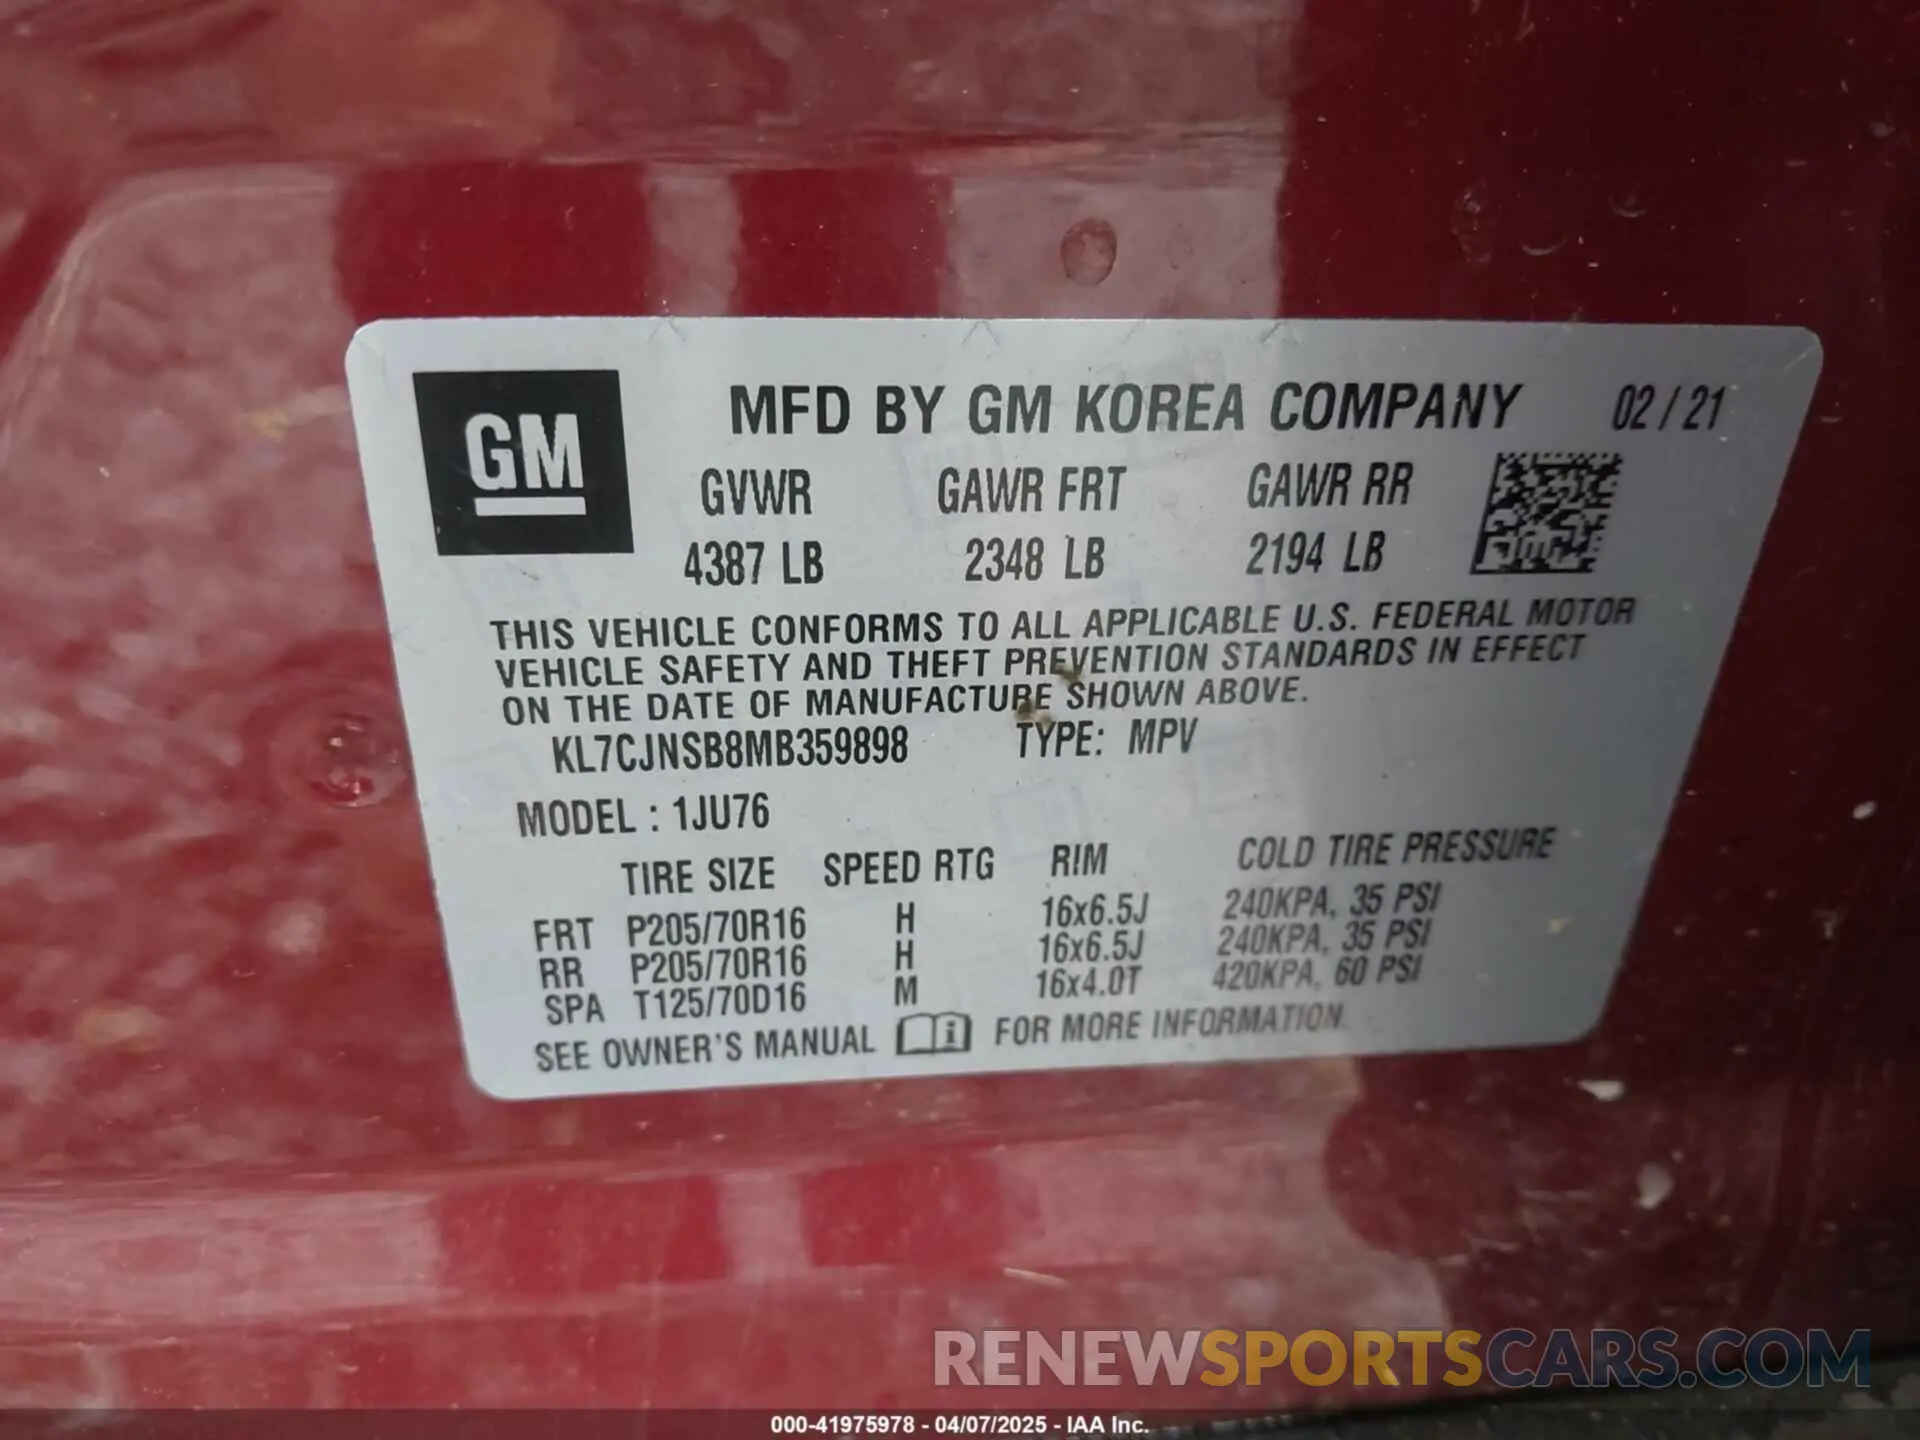 GM MFD BY GM KOREA COMPANY 02 / 21
GVWR GAWR FRT GAWR RR
4387 LB 2348 LB 2194 LB
THIS VEHICLE CONFORMS TO ALL APPLICABLE U.S. FEDERAL MOTOR
VEHICLE SAFETY AND THEFT PREVENTION STANDARDS IN EFFECT
ON THE DATE OF MANUFACTURE SHOWN ABOVE.
KL7CJNSB8MB359898 TYPE: MPV
MODEL : 1JU76
TIRE SIZE SPEED RTG RIM COLD TIRE PRESSURE
FRT P205/70R16 H 16x6.5J 240KPA, 35 PSI
RR P205/70R16 H 16x6.5J 240KPA, 35 PSI
SPA T125/70D16 M 16x4.0T 420KPA, 60 PSI
SEE OWNER'S MANUAL i FOR MORE INFORMATION
RENEWSPORTSCARS.COM
000-41975978 - 04/07/2025 - IAA Inc.